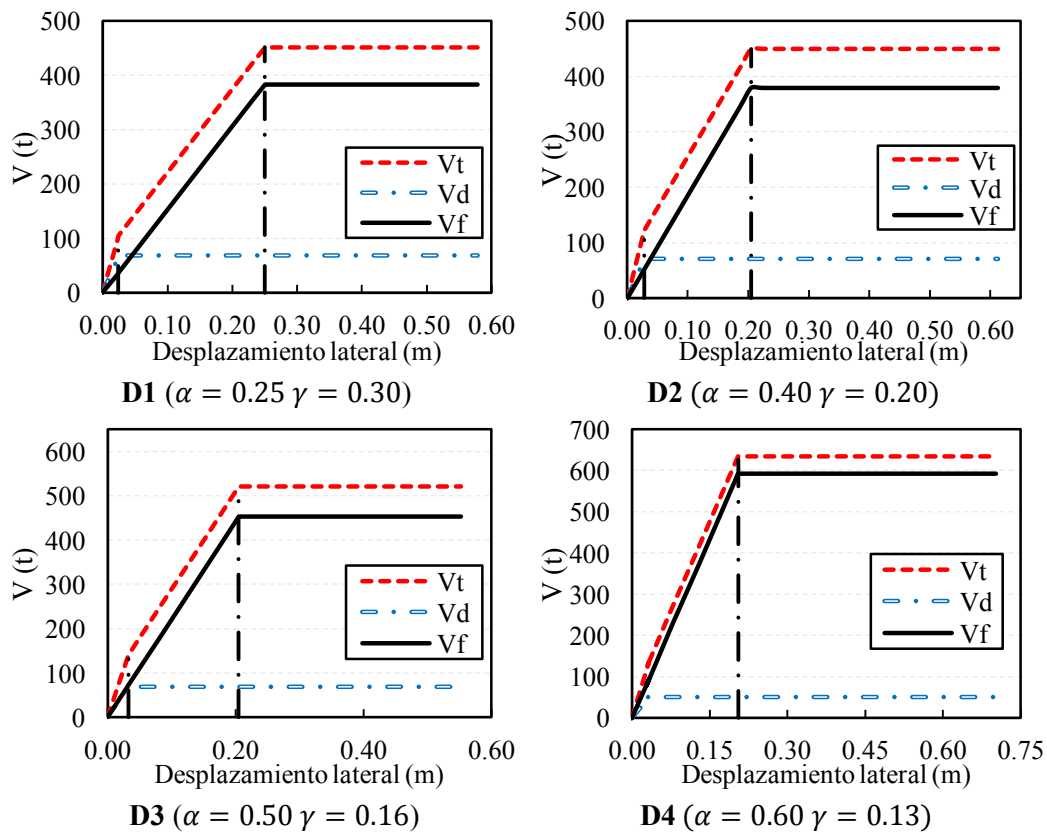 500
400
300
200
100
0
V (t)
Vt
Vd
Vf
0.00 0.10 0.20 0.30 0.40 0.50 0.60
Desplazamiento lateral (m)
D1 (α = 0.25 γ = 0.30)
500
400
300
200
100
0
V (t)
Vt
Vd
Vf
0.00 0.10 0.20 0.30 0.40 0.50 0.60
Desplazamiento lateral (m)
D2 (α = 0.40 γ = 0.20)
600
500
400
300
200
100
0
V (t)
Vt
Vd
Vf
0.00 0.20 0.40 0.60
Desplazamiento lateral (m)
D3 (α = 0.50 γ = 0.16)
700
600
500
400
300
200
100
0
V (t)
Vt
Vd
Vf
0.00 0.15 0.30 0.45 0.60 0.75
Desplazamiento lateral (m)
D4 (α = 0.60 γ = 0.13)